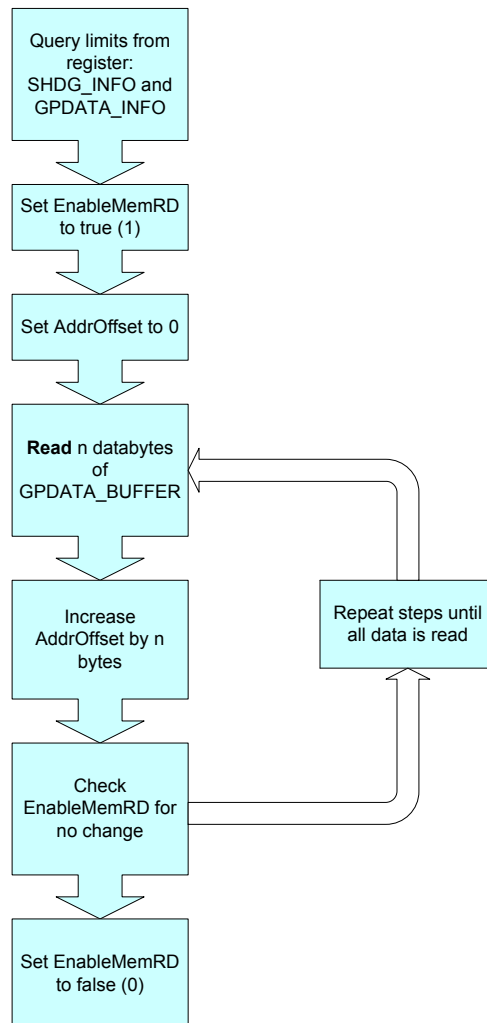 Query limits from
register:
SHDG_INFO and
GPDATA_INFO
Set EnableMemRD
to true (1)
Set AddrOffset to 0
Read n databytes
of
GPDATA_BUFFER
Increase
AddrOffset by n
bytes
Repeat steps until
all data is read
Check
EnableMemRD for
no change
Set EnableMemRD
to false (0)